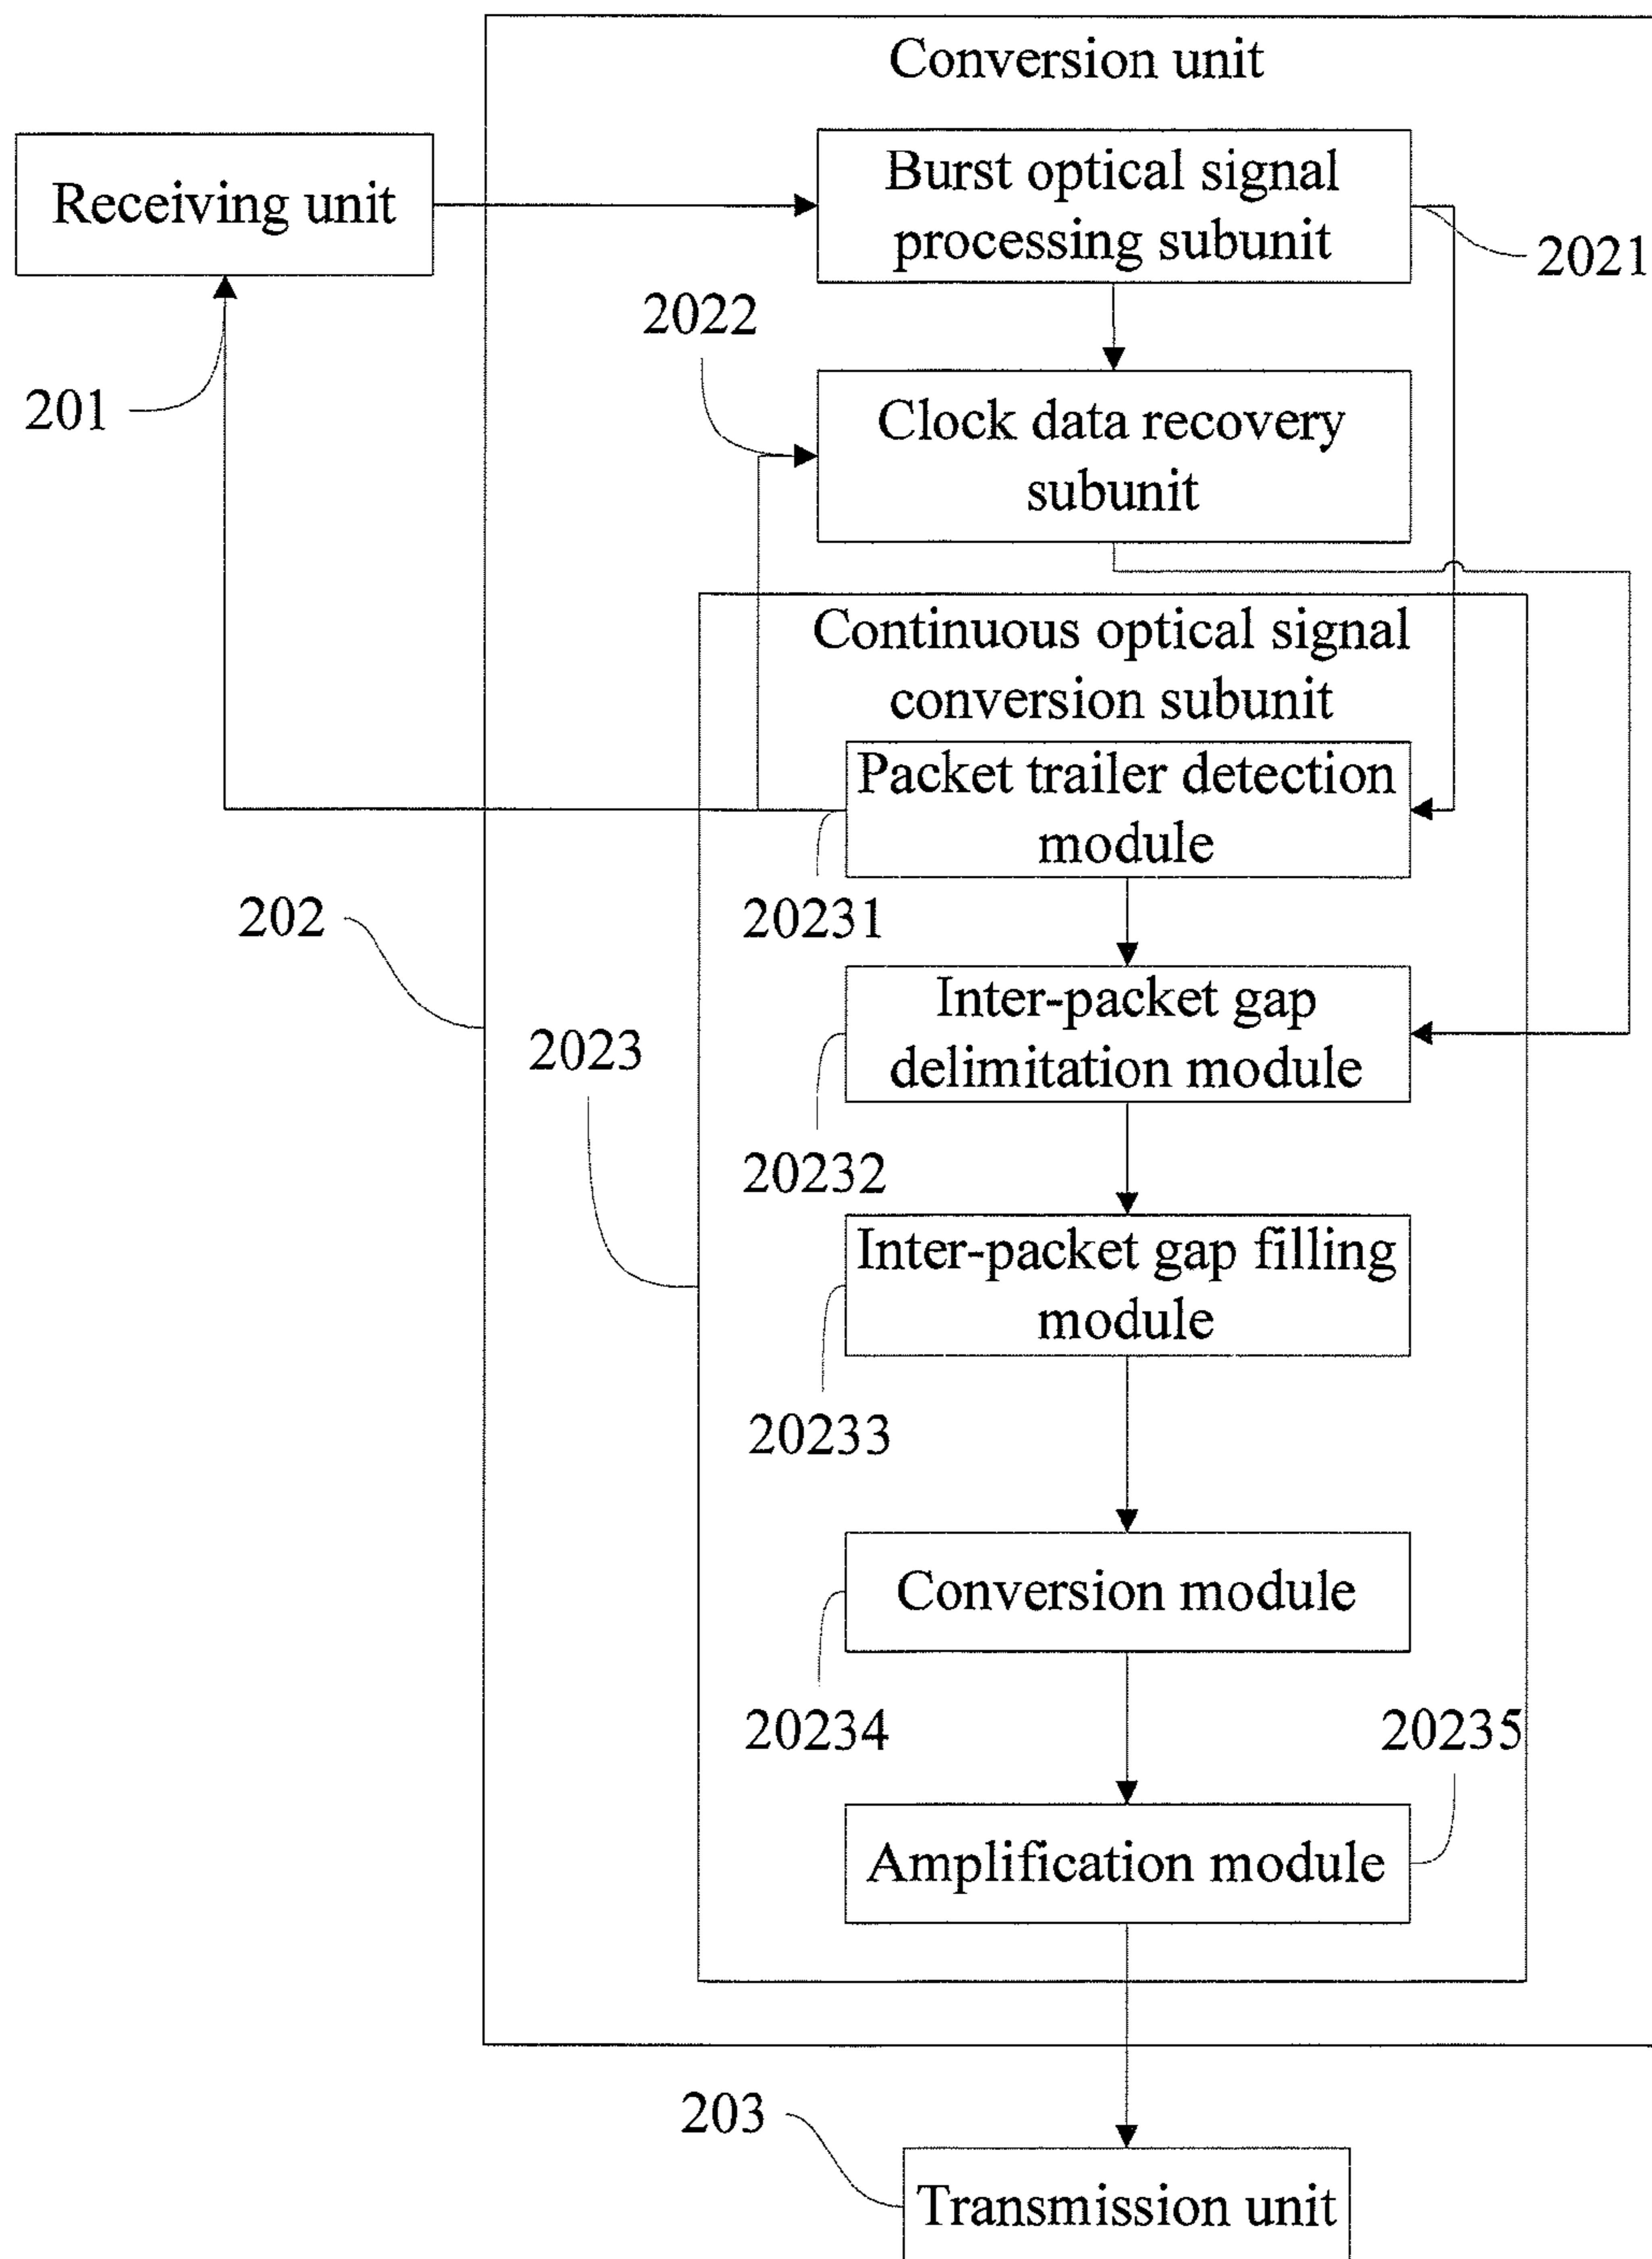 Conversion unit
Receiving unit
Burst optical signal
processing subunit
2021
2022
201
Clock data recovery
subunit
Continuous optical signal
conversion subunit
Packet trailer detection
module
20231
202
Inter-packet gap
delimitation module
2023
20232
Inter-packet gap filling
module
20233
Conversion module
20234
20235
Amplification module
203
Transmission unit